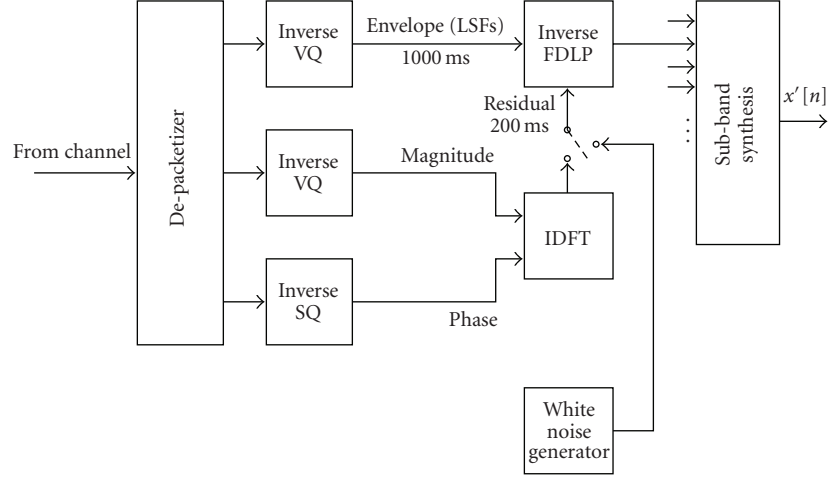 From channel
De-packetizer
Inverse
VQ
Envelope (LSFs)
1000 ms
Inverse
FDLP
Residual
200 ms
Inverse
VQ
Magnitude
IDFT
Inverse
SQ
Phase
White
noise
generator
...
Sub-band
synthesis
x′[n]